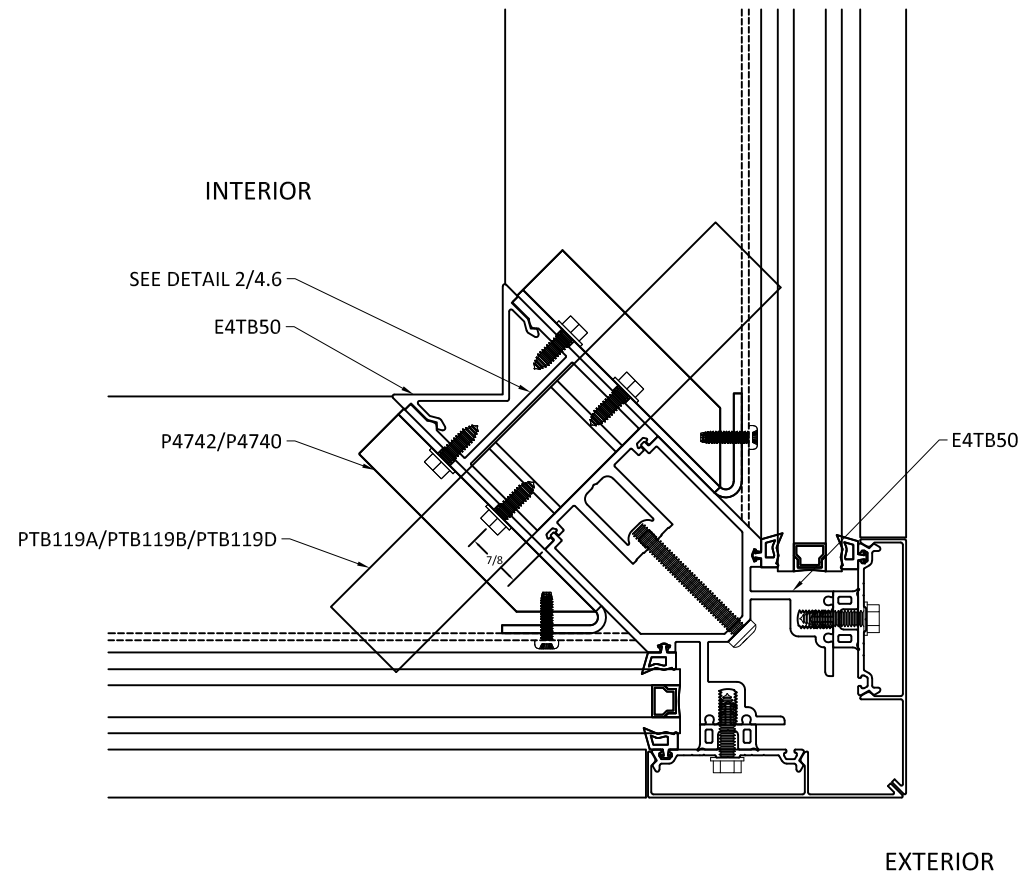 INTERIOR
SEE DETAIL 2/4.6
E4TB50
P4742/P4740
E4TB50
PTB119A/PTB119B/PTB119D
7/8
EXTERIOR